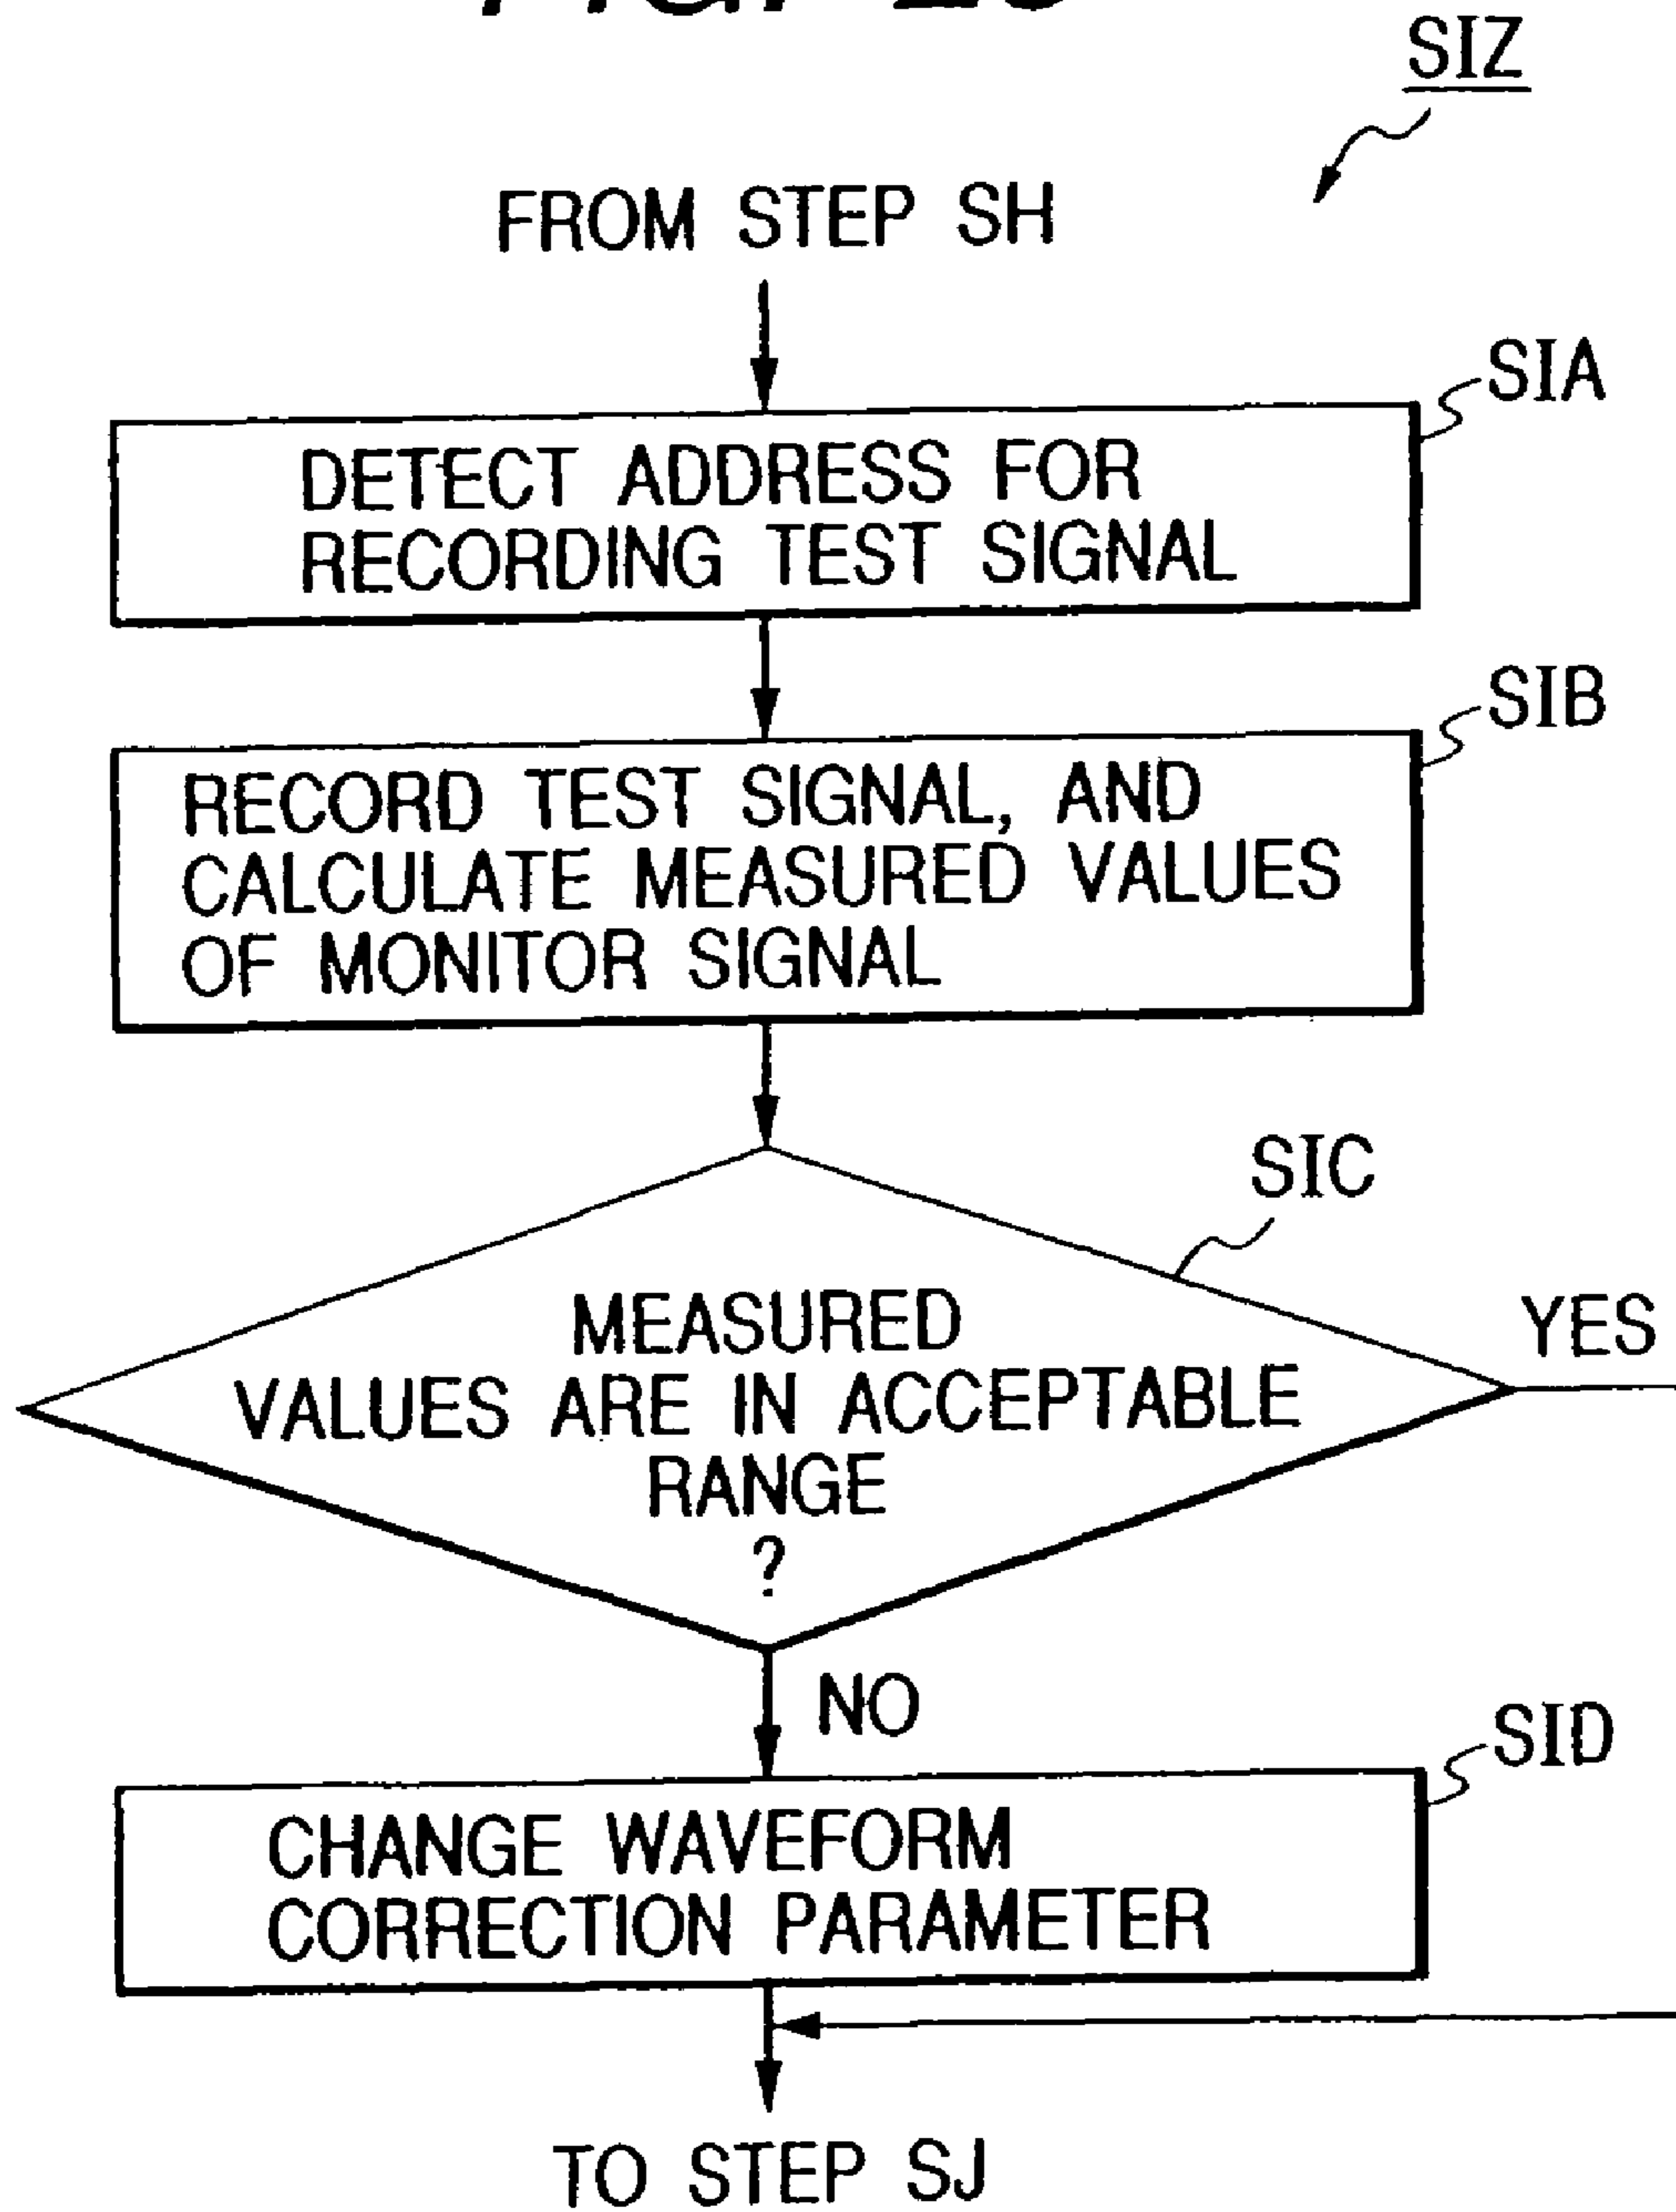 SIZ
FROM STEP SH
SIA
DETECT ADDRESS FOR
RECORDING TEST SIGNAL
SIB
RECORD TEST SIGNAL, AND
CALCULATE MEASURED VALUES
OF MONITOR SIGNAL
SIC
MEASURED
VALUES ARE IN ACCEPTABLE
RANGE
?
YES
NO
SID
CHANGE WAVEFORM
CORRECTION PARAMETER
TO STEP SJ